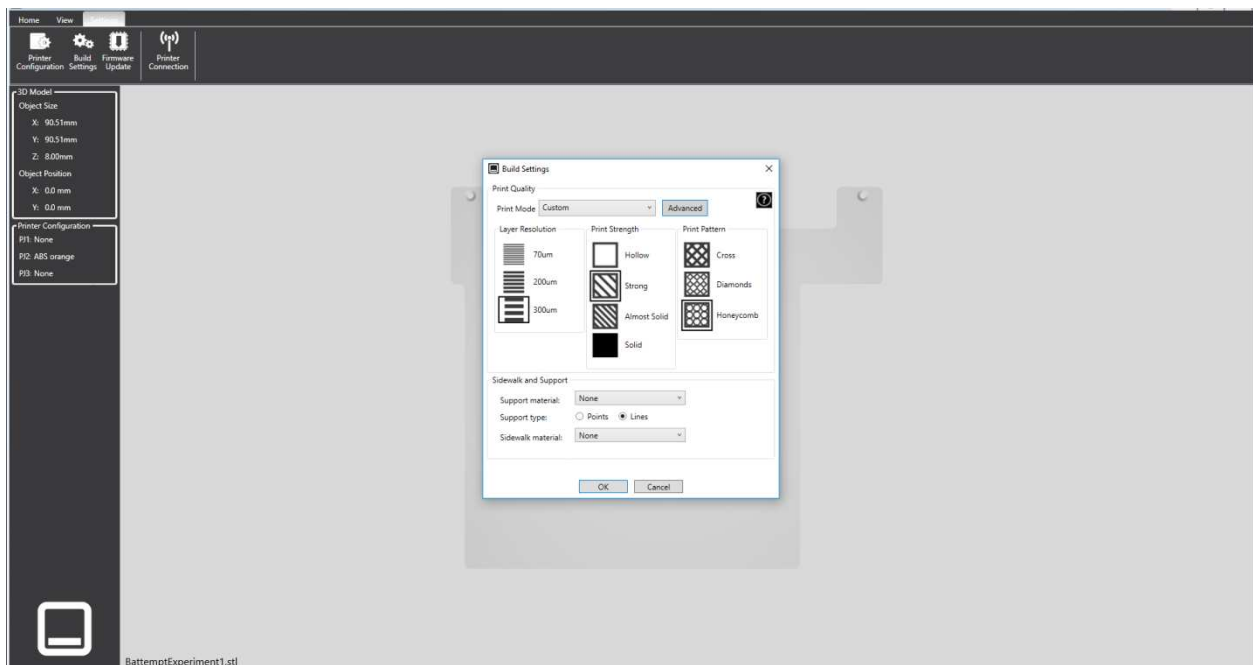 Home View Settings
Printer Configuration
Build Settings
Firmware Update
Printer Connection
3D Model
Object Size
X: 90.51mm
Y: 90.51mm
Z: 8.00mm
Object Position
X: 0.0 mm
Y: 0.0 mm
Printer Configuration
PJ1: None
PJ2: ABS orange
PJ3: None
Build Settings
Print Quality
?
Print Mode Custom Advanced
Layer Resolution
70um
200um
300um
Print Strength
Hollow
Strong
Almost Solid
Solid
Print Pattern
Cross
Diamonds
Honeycomb
Sidewalk and Support
Support material: None
Support type: Points Lines
Sidewalk material: None
OK Cancel
BattemptExperiment1.stl